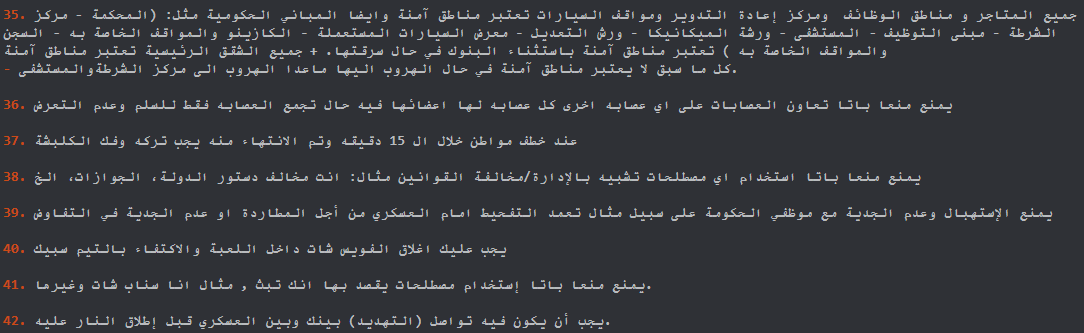 35. جميع المتاجر و مناطق الوظائف ومركز إعادة التدوير ومواقف السيارات تعتبر مناطق آمنة وايضا المباني الحكومية مثل: (المحكمة - مركز
الشرطة - مبنى التوظيف - المستشفى - ورشة الميكانيكا - ورش التعديل - معرض السيارات المستعملة - الكازينو والمواقف الخاصة به - السجن
والمواقف الخاصة به ) تعتبر مناطق آمنة باستثناء البنوك في حال سرقتها. + جميع الشقق الرئيسية تعتبر مناطق آمنة
- كل ما سبق لا يعتبر مناطق آمنة في حال الهروب اليها ماعدا الهروب الى مركز الشرطةوالمستشفى.
36. يمنع منعا باتا تعاون العصابات على اي عصابه اخرى كل عصابه لها اعضائها فيه حال تجمع العصابه فقط للسلم وعدم التعرض
37. عند خطف مواطن خلال ال 15 دقيقه وتم الانتهاء منه يجب تركه وفك الكلبشة
38. يمنع منعا باتا استخدام اي مصطلحات تشبيه بالإدارة/مخالفة القوانين مثال: انت مخالف دستور الدولة، الجوازات، الخ
39. يمنع الإستهبال وعدم الجدية مع موظفي الحكومة على سبيل مثال تعمد التفحيط امام العسكري من أجل المطاردة او عدم الجدية في التفاوض
40. يجب عليك اغلاق الفويس شات داخل اللعبة والاكتفاء بالتيم سبيك
41. يمنع منعا باتا إستخدام مصطلحات يقصد بها انك تبث , مثال انا سناب شات وغيرها.
42. يجب أن يكون فيه تواصل (التهديد) بينك وبين العسكري قبل إطلاق النار عليه.